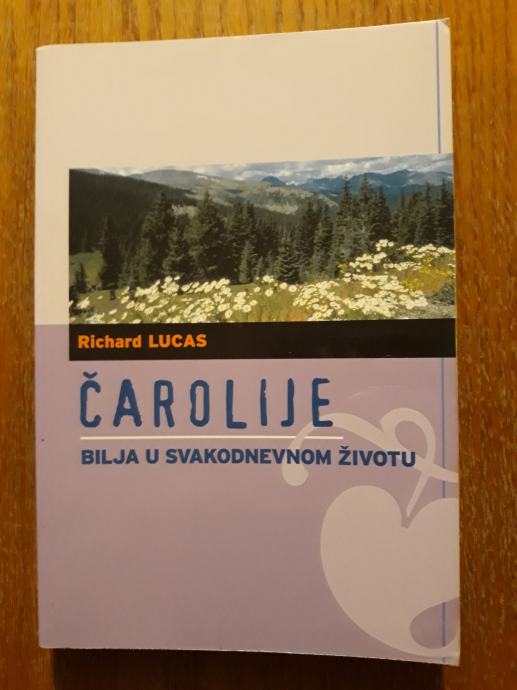 Richard LUCAS
ČAROLIJE
BILJA U SVAKODNEVNOM ŽIVOTU